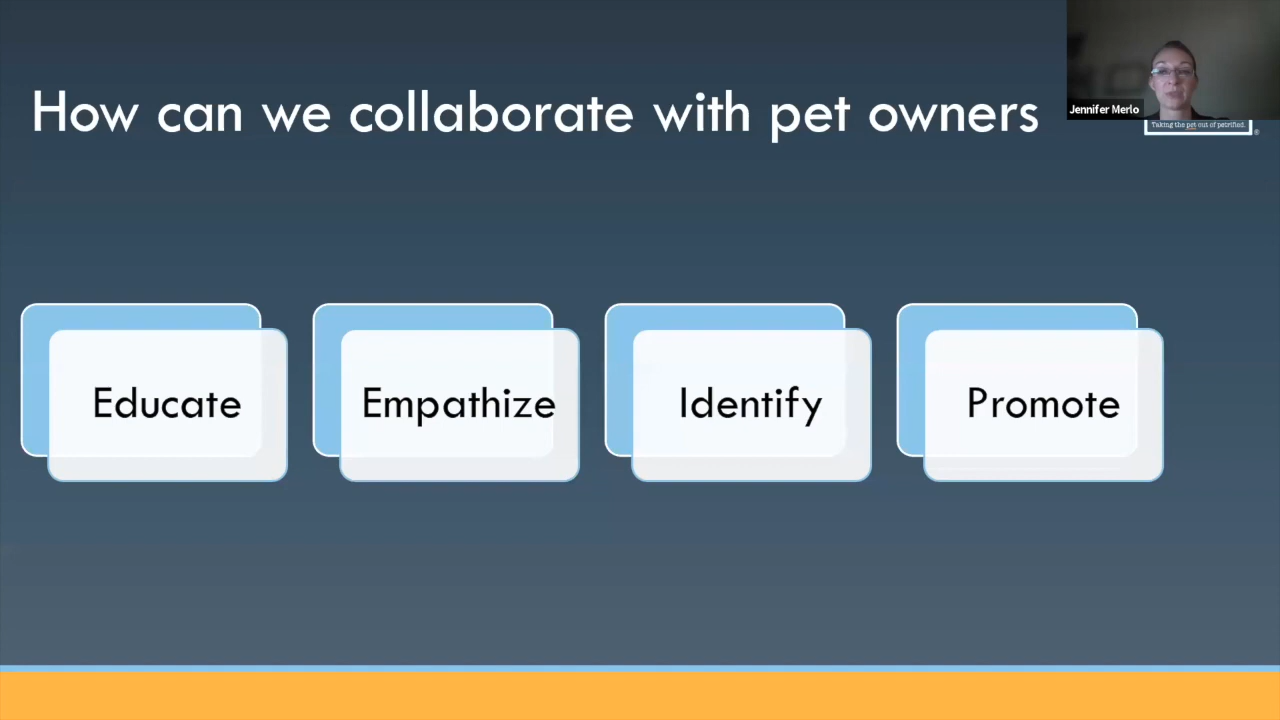 How can we collaborate with pet owners
Jennifer Merlo
Taking the pet out of petrified.
®
Educate
Empathize
Identify
Promote